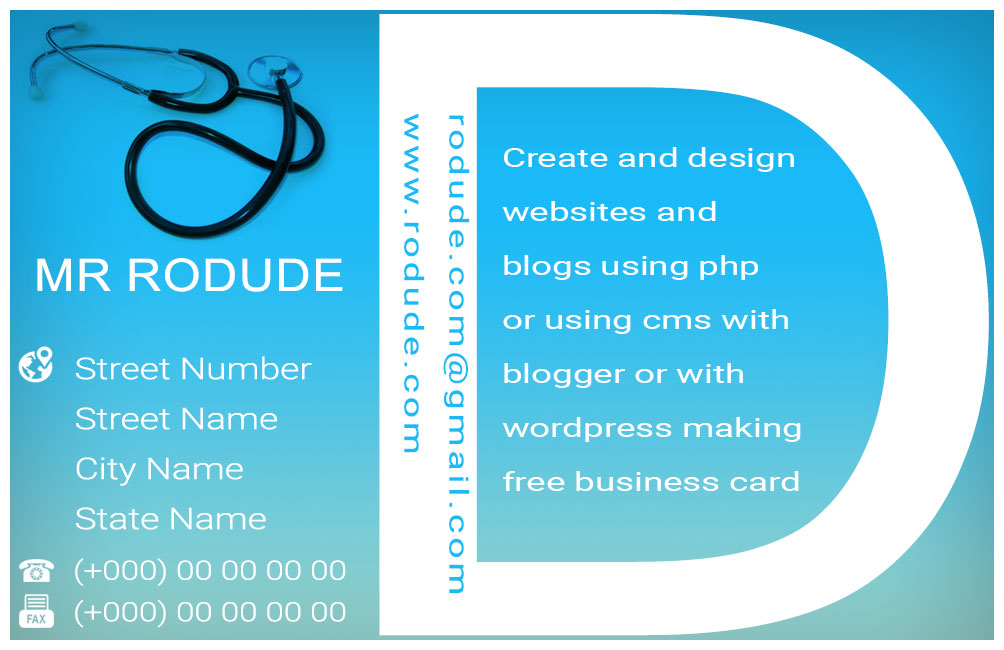 MR RODUDE
Street Number
Street Name
City Name
State Name
(+000) 00 00 00 00
FAX
(+000) 00 00 00 00
www.rodude.com
rodude.com@gmail.com
D
Create and design
websites and
blogs using php
or using cms with
blogger or with
wordpress making
free business card